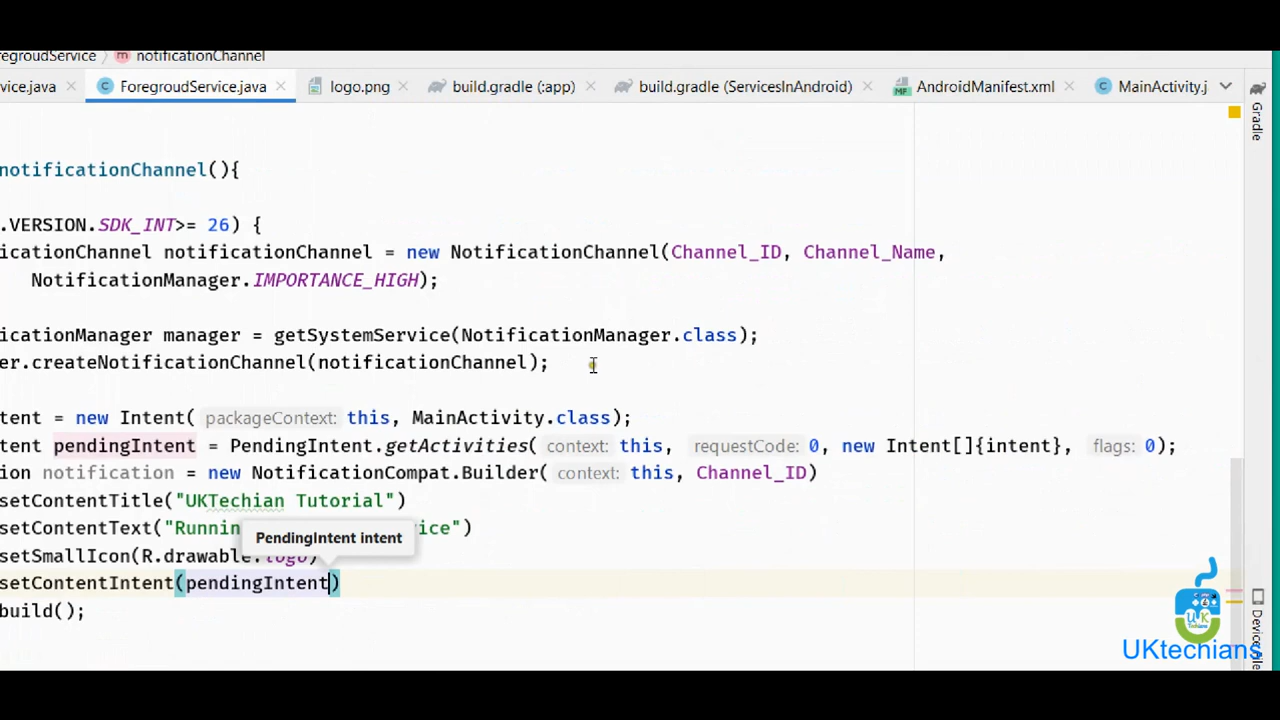 egroudService > notificationChannel
vice.java ForegroudService.java logo.png build.gradle (:app) build.gradle (ServicesInAndroid) AndroidManifest.xml MainActivity.j
Gradle
notificationChannel(){
.VERSION.SDK_INT>= 26) {
icationChannel notificationChannel = new NotificationChannel(Channel_ID, Channel_Name,
NotificationManager.IMPORTANCE_HIGH);
icationManager manager = getSystemService(NotificationManager.class);
er.createNotificationChannel(notificationChannel);
tent = new Intent( packageContext: this, MainActivity.class);
tent pendingIntent = PendingIntent.getActivities( context: this, requestCode: 0, new Intent[]{intent}, flags: 0);
ion notification = new NotificationCompat.Builder( context: this, Channel_ID)
setContentTitle("UKTechian Tutorial")
setContentText("Runnin ice")
PendingIntent intent
setSmallIcon(R.drawable.logo)
setContentIntent(pendingIntent)
build();
UKtechians